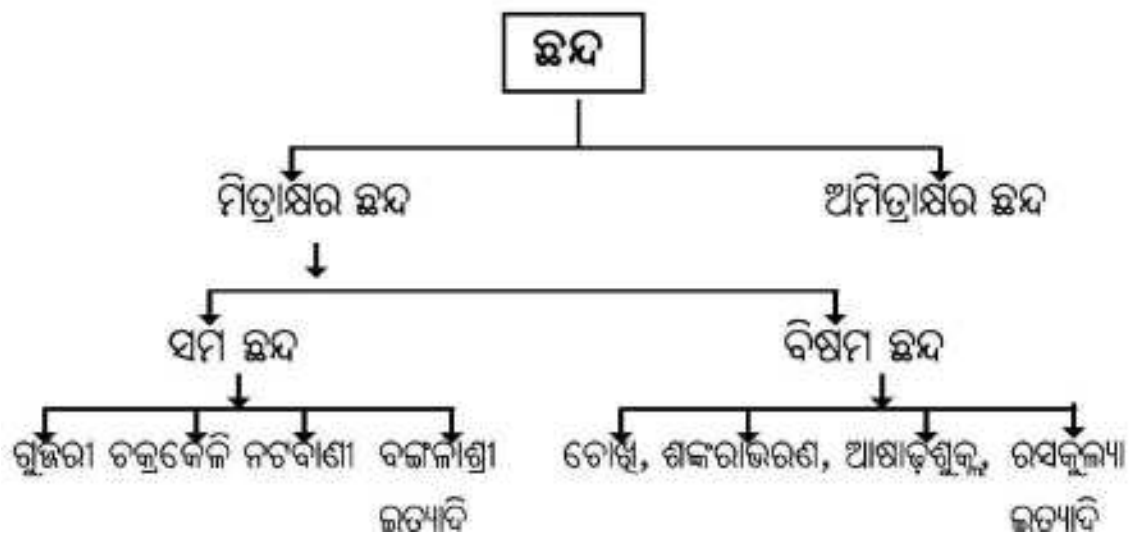 ଛନ୍ଦ
ମିତ୍ରାକ୍ଷର ଛନ୍ଦ ଅମିତ୍ରାକ୍ଷର ଛନ୍ଦ
ସମ ଛନ୍ଦ ବିଷମ ଛନ୍ଦ
ଗୁଜ୍ଜରୀ ଚକ୍ରକେଳି ନଟବାଣୀ ବଙ୍ଗଳାଶ୍ରୀ ଚୋଖି, ଶଙ୍କରାଭରଣ, ଆଷାଢ଼ଶୁକ୍ଳ, ରସକୁଲ୍ୟା
ଇତ୍ୟାଦି ଇତ୍ୟାଦି